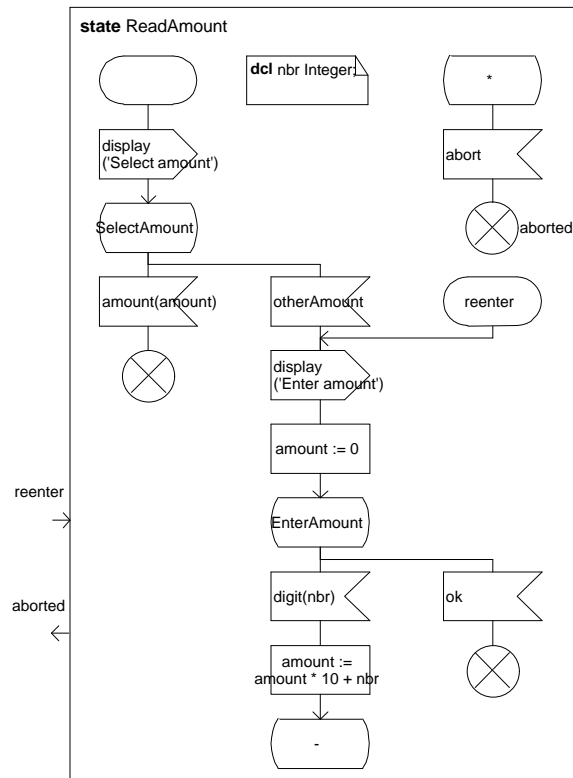 state ReadAmount
dcl nbr Integer;
*
display
('Select amount')
abort
SelectAmount
aborted
amount(amount)
otherAmount
reenter
display
('Enter amount')
amount := 0
reenter
EnterAmount
digit(nbr)
ok
aborted
amount :=
amount * 10 + nbr
-